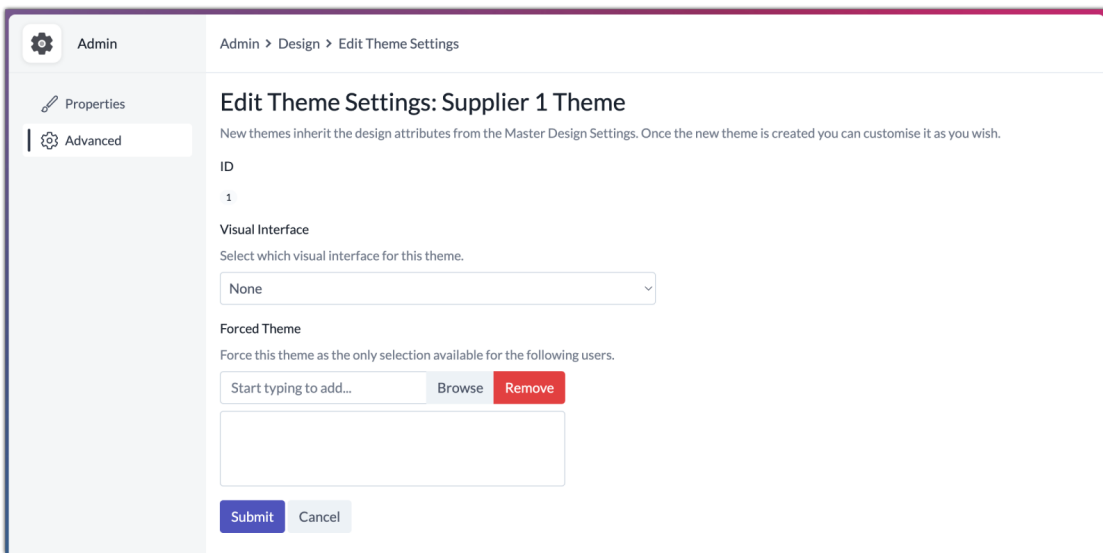 Admin
Admin > Design > Edit Theme Settings
Properties
Advanced
Edit Theme Settings: Supplier 1 Theme
New themes inherit the design attributes from the Master Design Settings. Once the new theme is created you can customise it as you wish.
ID
1
Visual Interface
Select which visual interface for this theme.
None
Forced Theme
Force this theme as the only selection available for the following users.
Start typing to add... Browse Remove
Submit Cancel